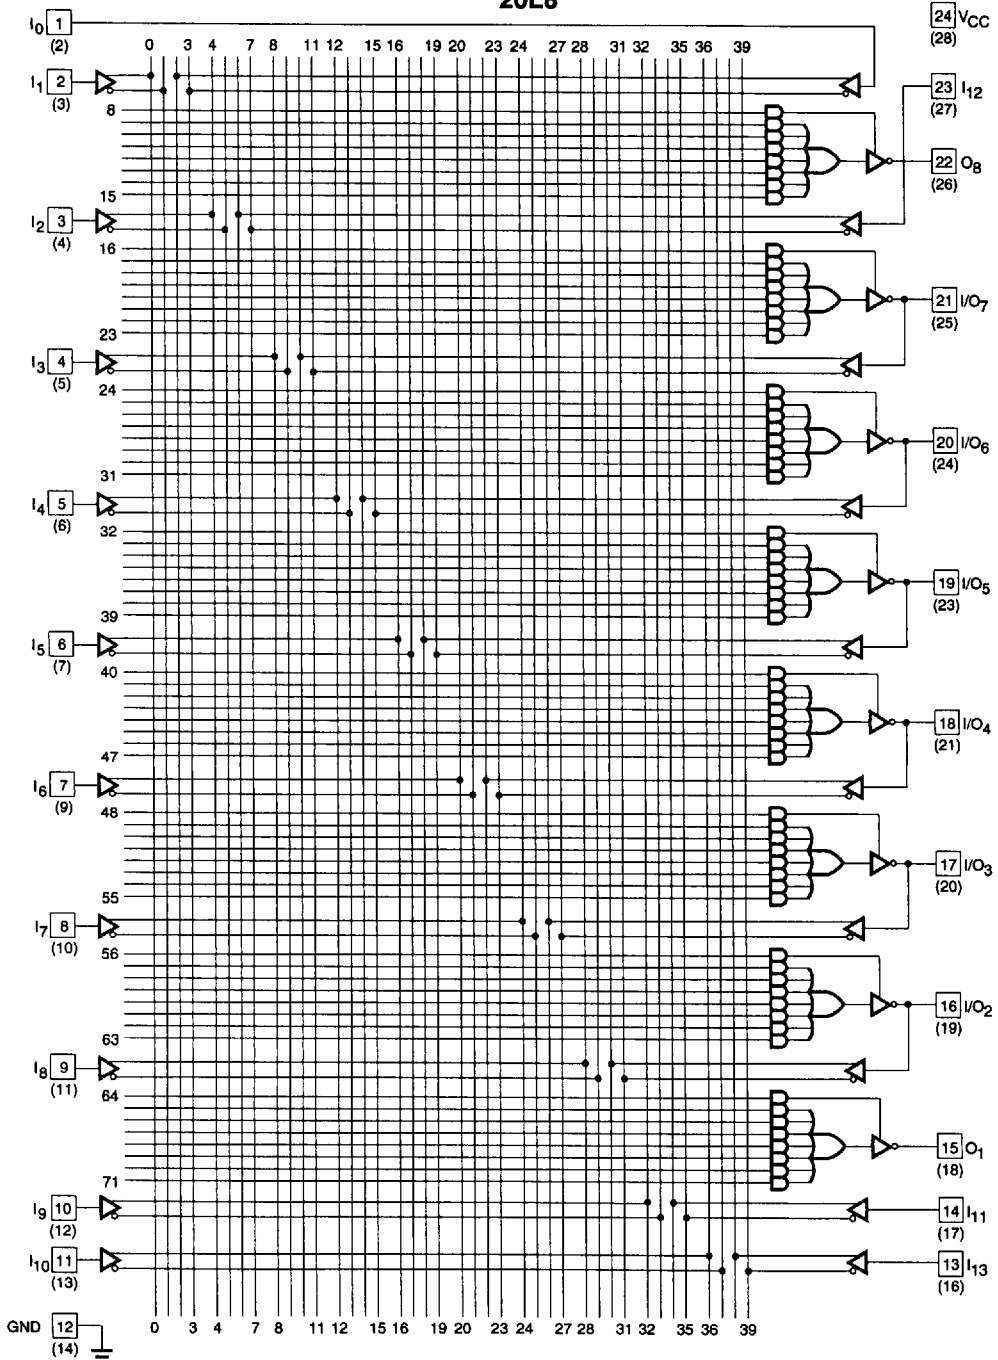 20L8
I0 1 24 VCC
(2) (28)
0 3 4 7 8 11 12 15 16 19 20 23 24 27 28 31 32 35 36 39
I1 2 23 I12
(3) (27)
8
22 O8
(26)
15
I2 3
(4)
16
21 I/O7
(25)
23
I3 4
(5)
24
20 I/O6
(24)
31
I4 5
(6)
32
19 I/O5
(23)
39
I5 6
(7)
40
18 I/O4
(21)
47
I6 7
(9)
48
17 I/O3
(20)
55
I7 8
(10)
56
16 I/O2
(19)
63
I8 9
(11)
64
15 O1
(18)
71
I9 10 14 I11
(12) (17)
I10 11 13 I13
(13) (16)
GND 12
(14)
0 3 4 7 8 11 12 15 16 19 20 23 24 27 28 31 32 35 36 39